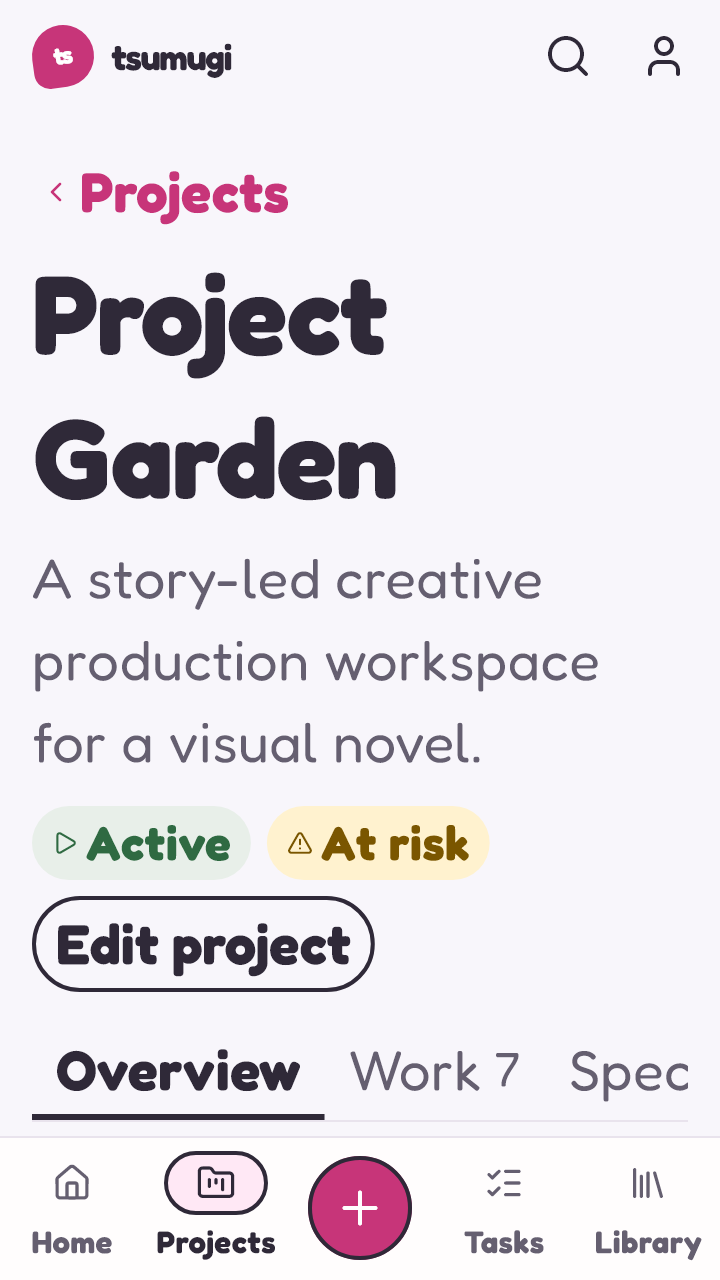 ts tsumugi
Projects
Project
Garden
A story-led creative
production workspace
for a visual novel.
Active At risk
Edit project
Overview Work 7 Spec
Home Projects Tasks Library